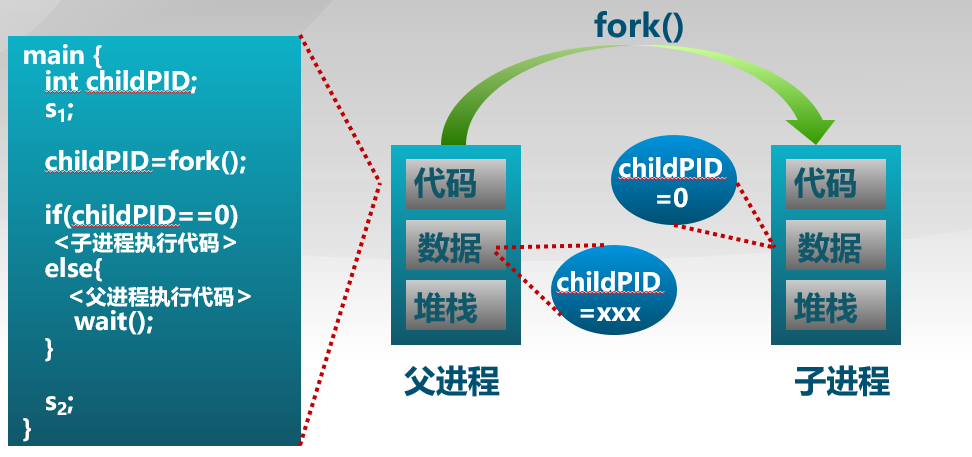 main {
int childPID;
s1;
childPID=fork();
if(childPID==0)
<子进程执行代码>
else{
<父进程执行代码>
wait();
}
s2;
}
fork()
代码
数据
堆栈
父进程
childPID
=xxx
childPID
=0
代码
数据
堆栈
子进程